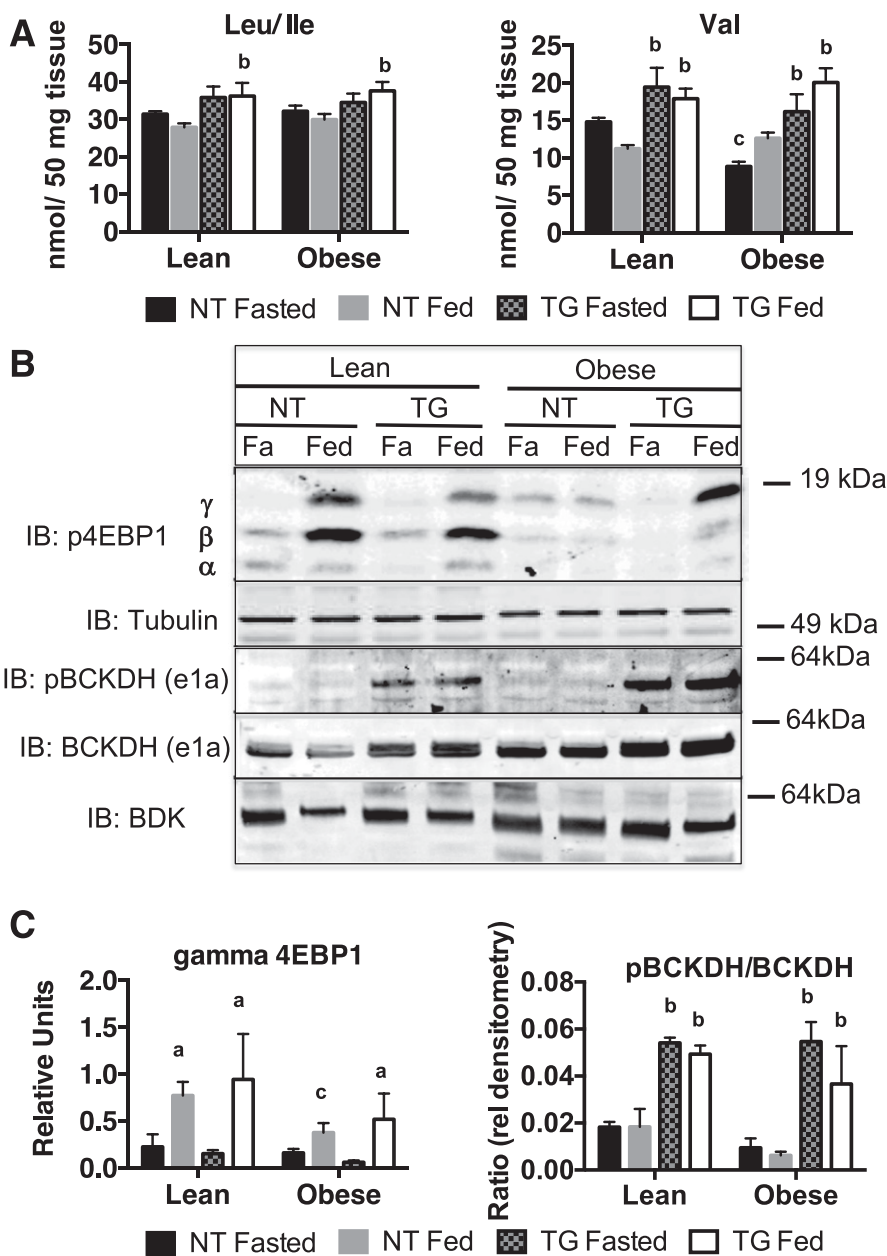 A
Leu/Ile
Val
nmol/ 50 mg tissue
50
40
30
20
10
0
b
b
Lean
Obese
nmol/ 50 mg tissue
25
20
15
10
5
0
b
b
c
b
b
Lean
Obese
NT Fasted NT Fed TG Fasted TG Fed
B
Lean Obese
NT TG NT TG
Fa Fed Fa Fed Fa Fed Fa Fed
19 kDa
γ
IB: p4EBP1 β
α
IB: Tubulin
49 kDa
64kDa
IB: pBCKDH (e1a)
64kDa
IB: BCKDH (e1a)
64kDa
IB: BDK
C
gamma 4EBP1
pBCKDH/BCKDH
Relative Units
2.0
1.5
1.0
0.5
0.0
a
a
c
a
Lean
Obese
Ratio (rel densitometry)
0.08
0.06
0.04
0.02
0.00
b
b
b
b
Lean
Obese
NT Fasted NT Fed TG Fasted TG Fed